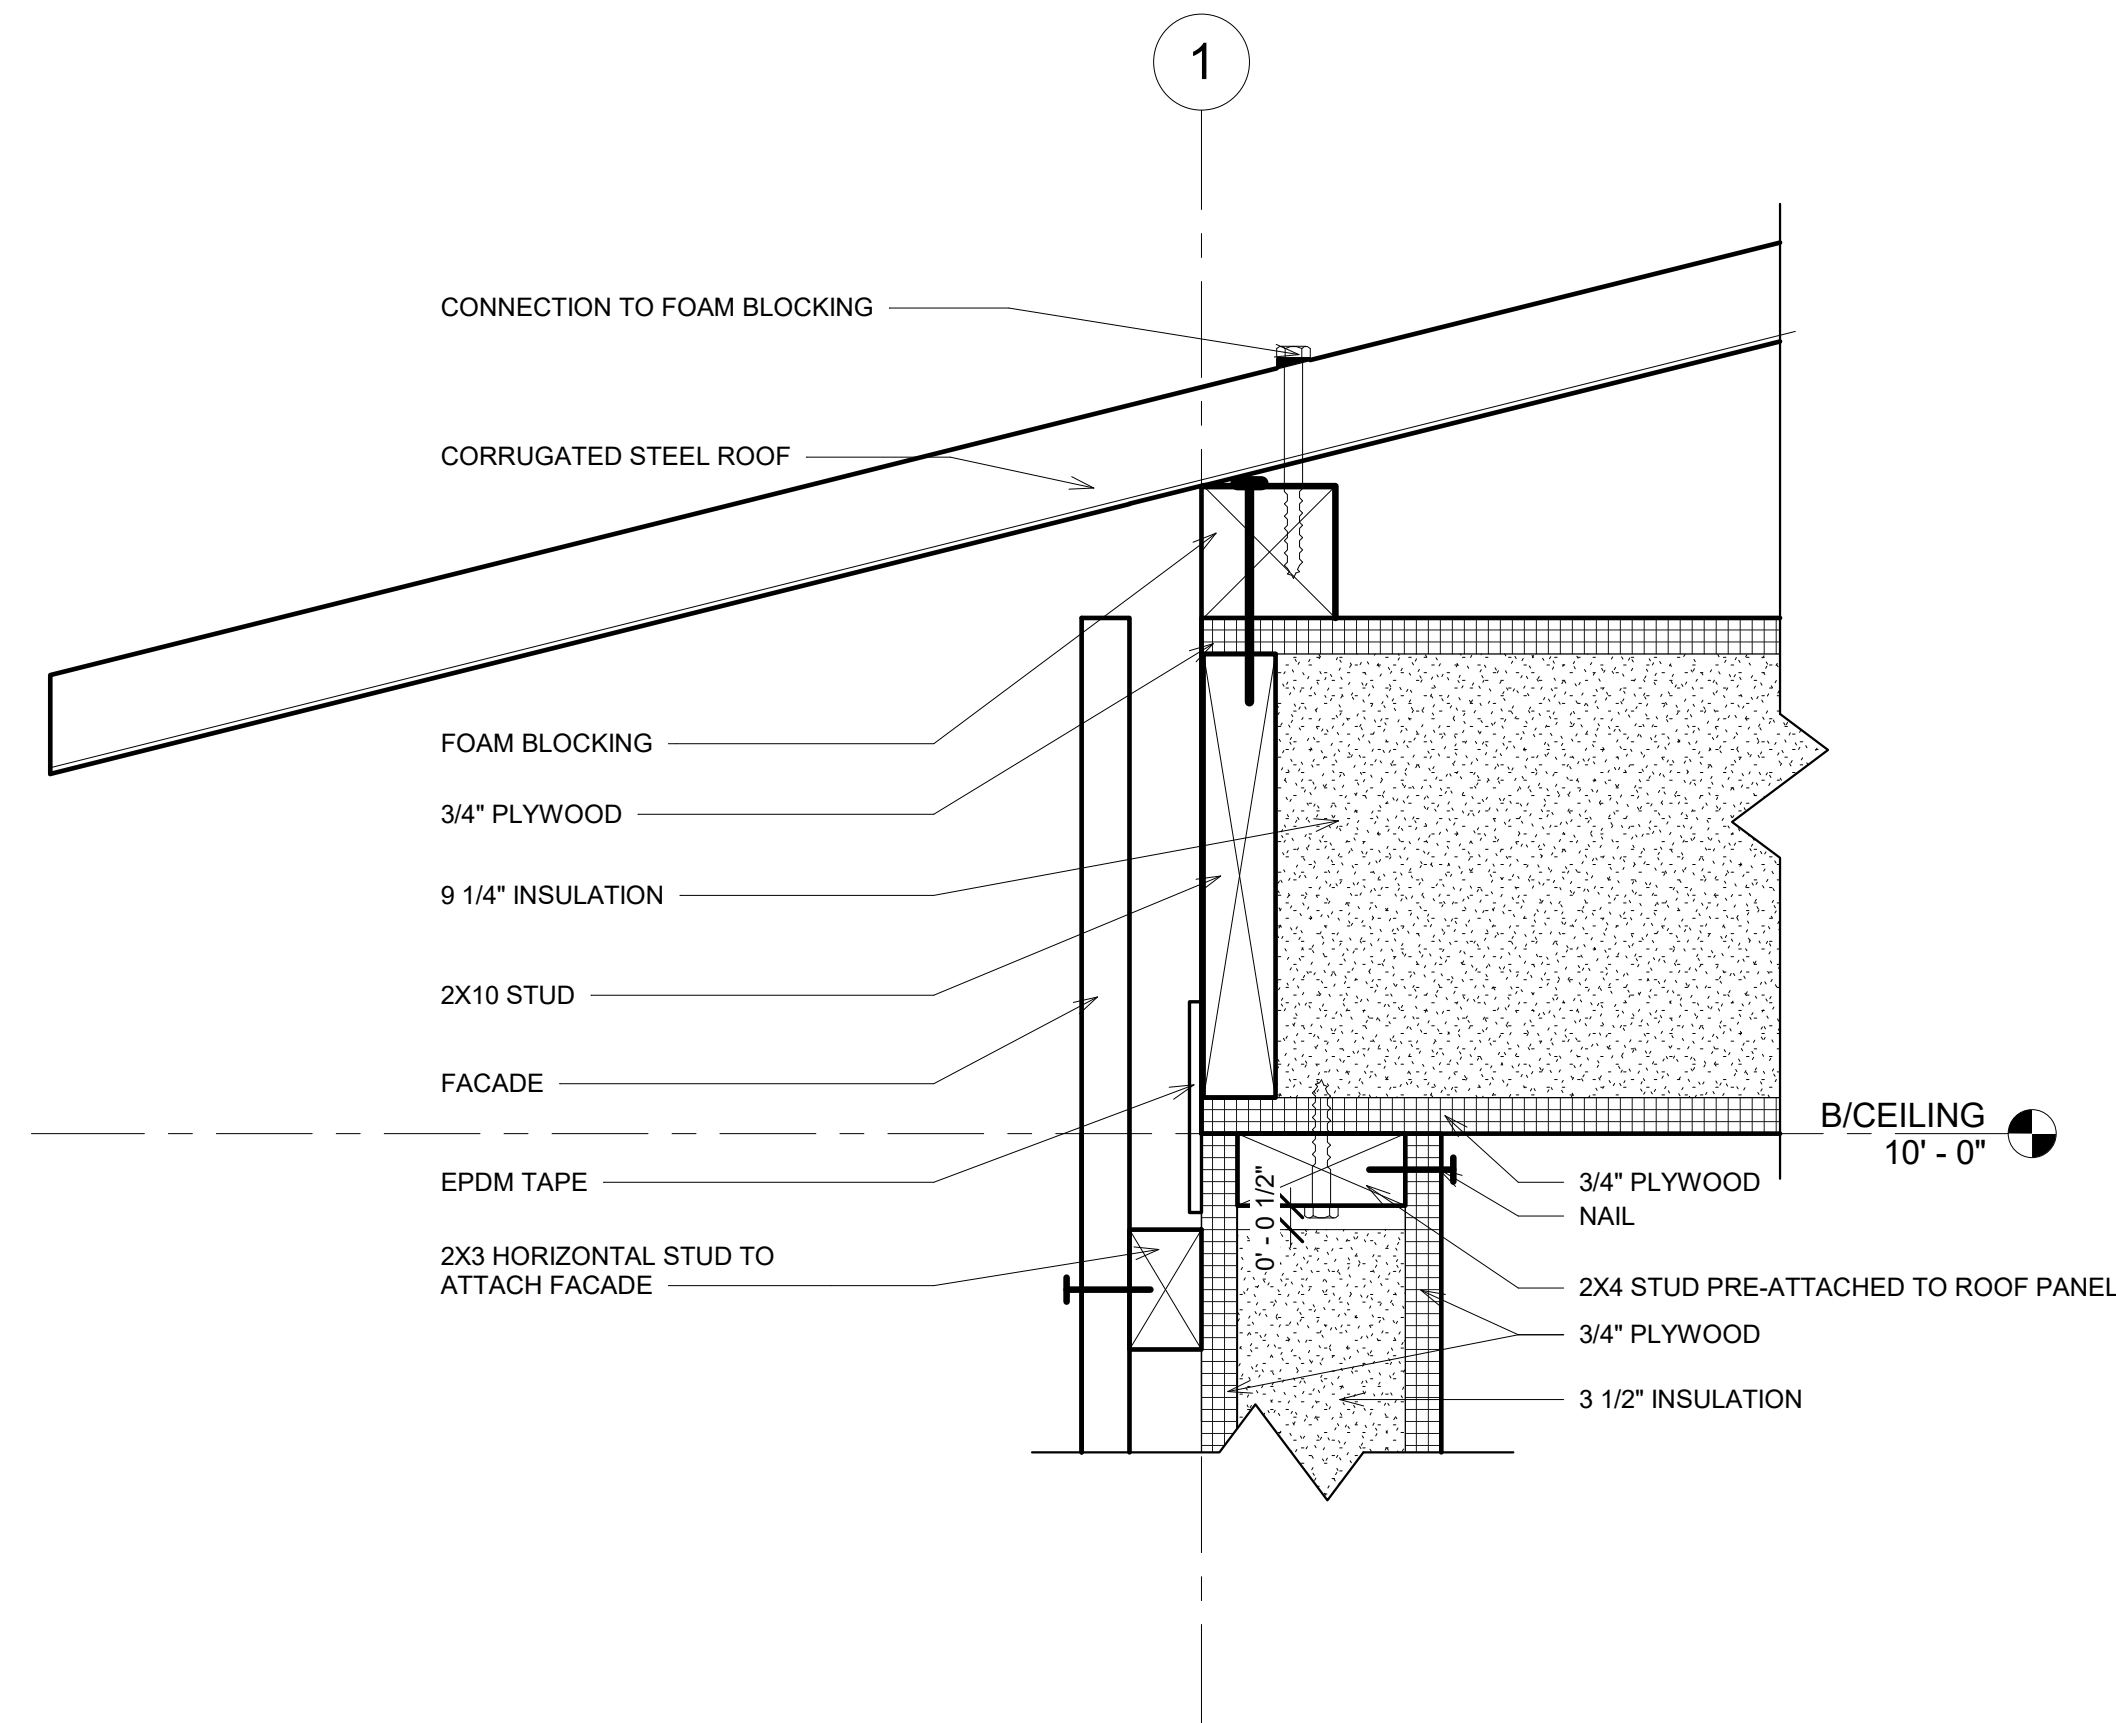 1
CONNECTION TO FOAM BLOCKING
CORRUGATED STEEL ROOF
FOAM BLOCKING
3/4" PLYWOOD
9 1/4" INSULATION
2X10 STUD
FACADE
EPDM TAPE
2X3 HORIZONTAL STUD TO
ATTACH FACADE
0' - 0 1/2"
B/CEILING
10' - 0"
3/4" PLYWOOD
NAIL
2X4 STUD PRE-ATTACHED TO ROOF PANEL
3/4" PLYWOOD
3 1/2" INSULATION